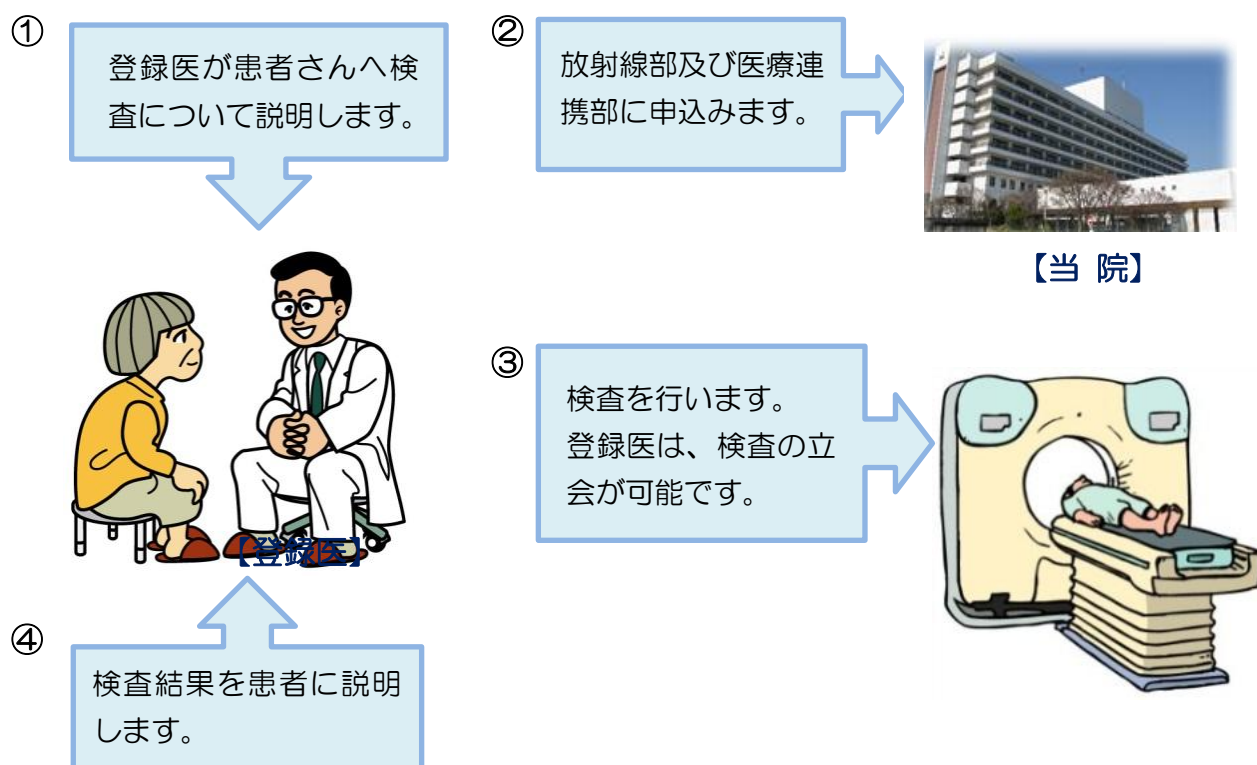 ①
登録医が患者さんへ検
査について説明します。
②
放射線部及び医療連
携部に申込みます。
【当 院】
【登録医】
③
検査を行います。
登録医は、検査の立
会が可能です。
④
検査結果を患者に説明
します。